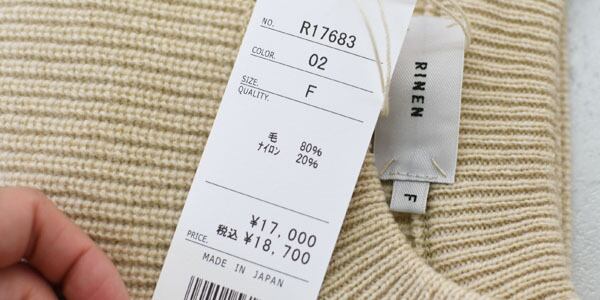 NO. R17683
COLOR. 02
SIZE. F
QUALITY.
毛 80%
ナイロン 20%
¥17,000
PRICE. 税込 ¥18,700
MADE IN JAPAN
RINEN
F